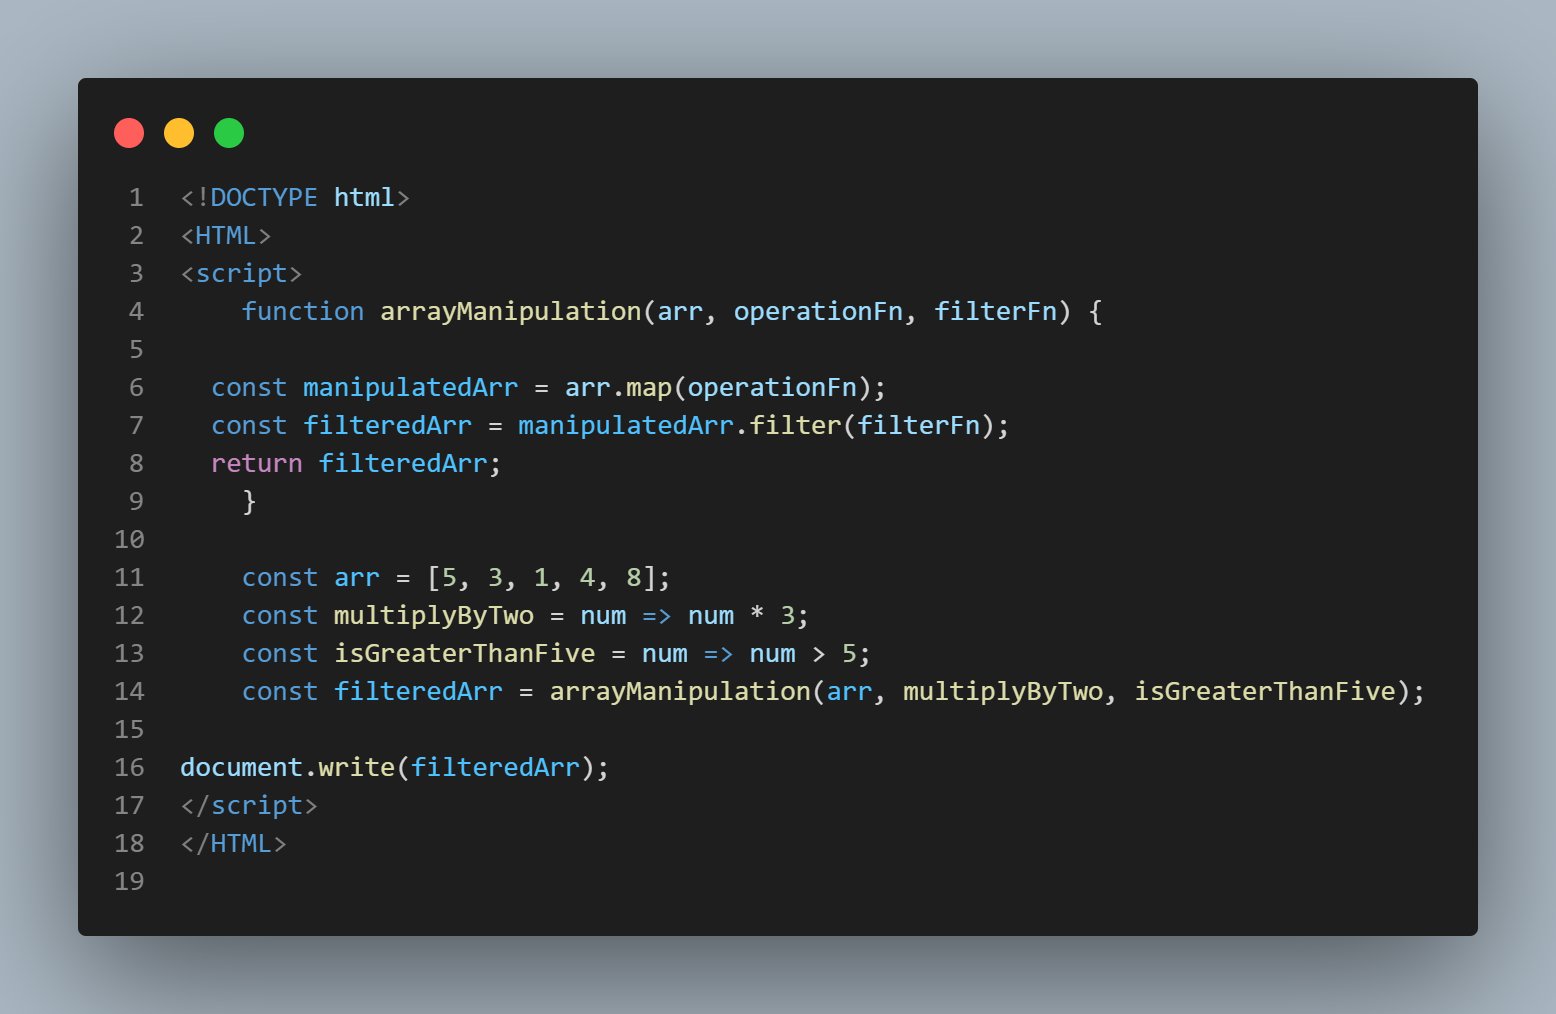 1 <!DOCTYPE html>
2 <HTML>
3 <script>
4     function arrayManipulation(arr, operationFn, filterFn) {
5
6   const manipulatedArr = arr.map(operationFn);
7   const filteredArr = manipulatedArr.filter(filterFn);
8   return filteredArr;
9     }
10
11     const arr = [5, 3, 1, 4, 8];
12     const multiplyByTwo = num => num * 3;
13     const isGreaterThanFive = num => num > 5;
14     const filteredArr = arrayManipulation(arr, multiplyByTwo, isGreaterThanFive);
15
16 document.write(filteredArr);
17 </script>
18 </HTML>
19